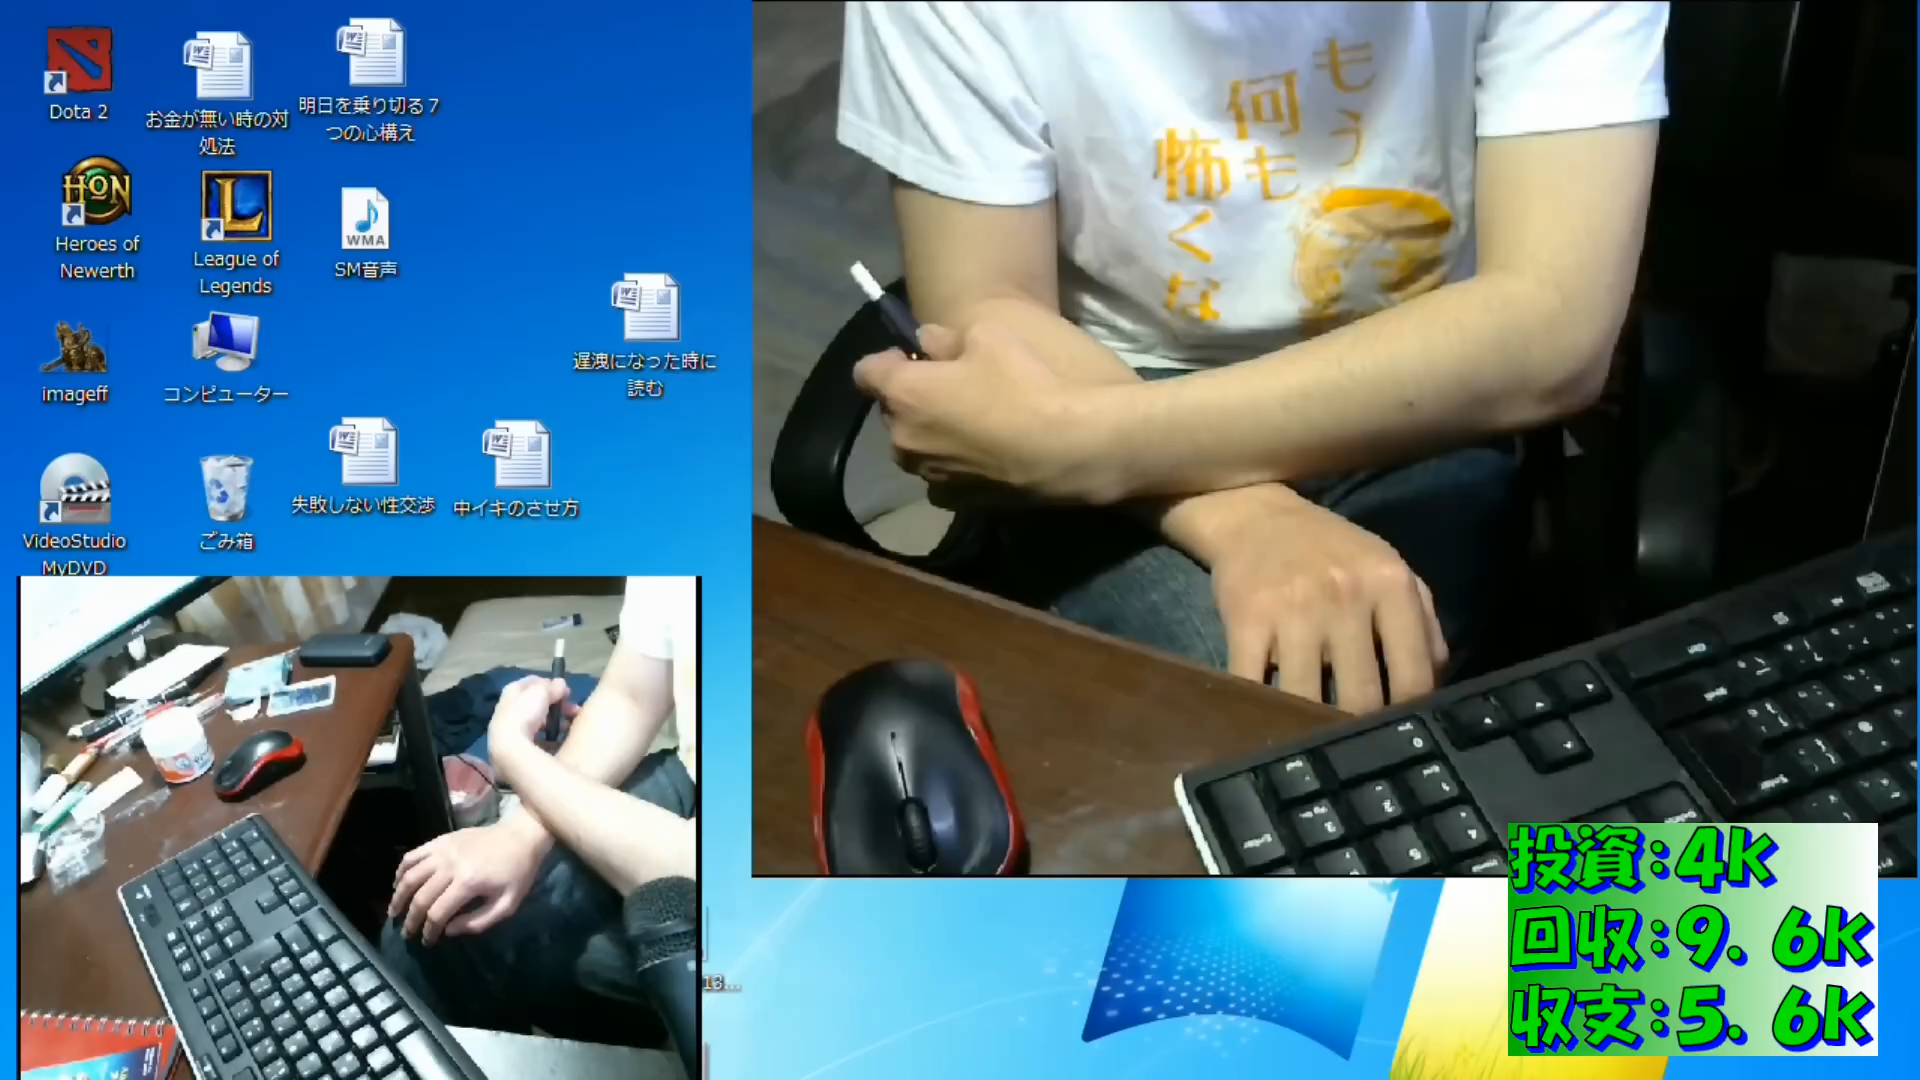 Dota 2
お金が無い時の対
処法
明日を乗り切る7
つの心構え
HON
Heroes of
Newerth
L
League of
Legends
WMA
SM音声
遅洩になった時に
読む
imageff
コンピューター
失敗しない性交渉
中イキのさせ方
VideoStudio
MyDVD
ごみ箱
もう
何も
怖くな
投資:4K
回収:9.6K
収支:5.6K